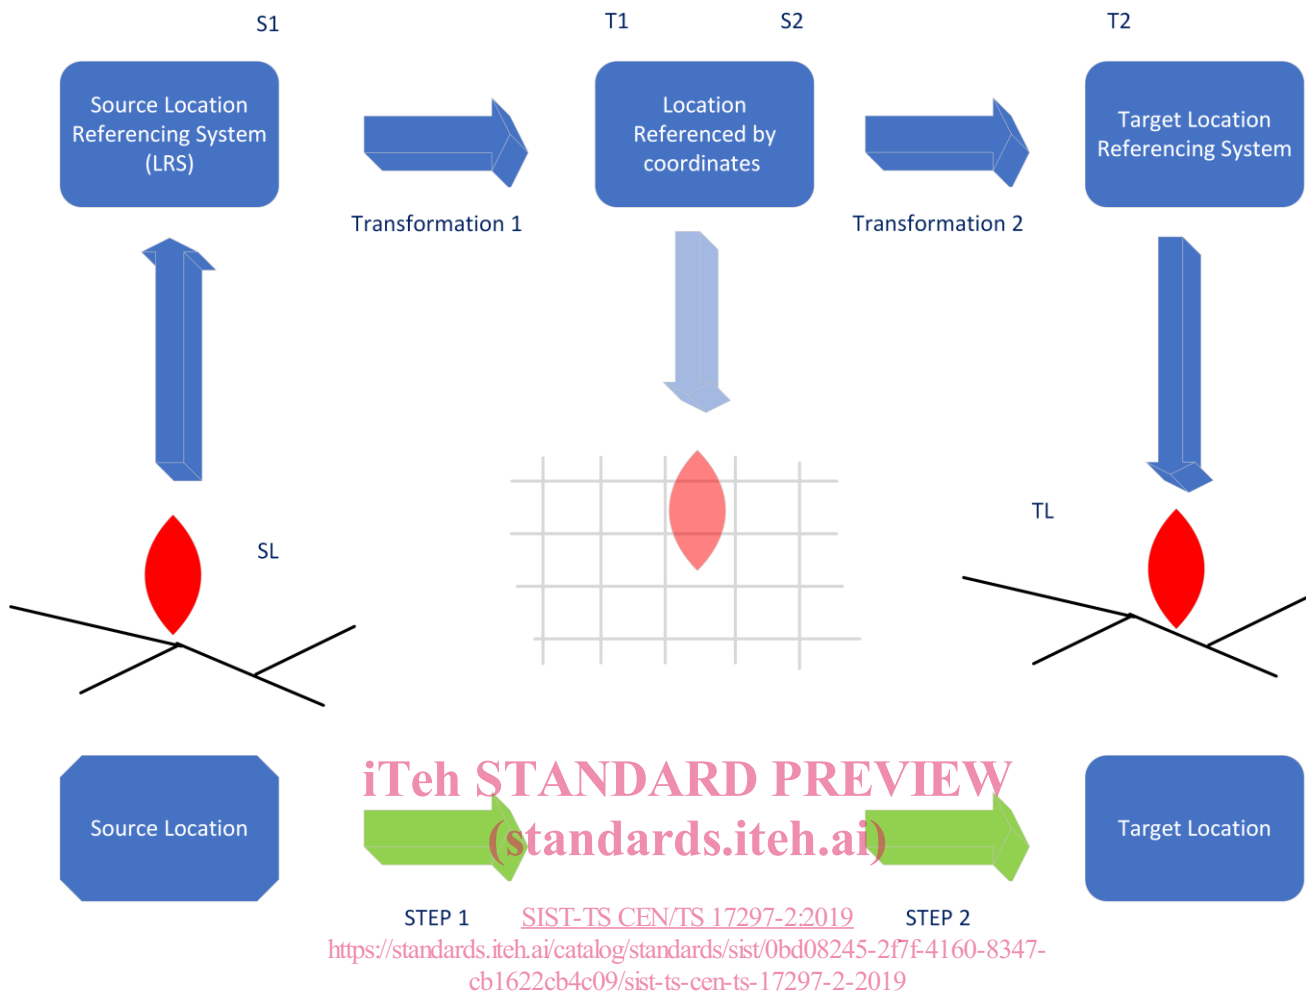 S1
T1
S2
T2
Source Location
Referencing System
(LRS)
Location
Referenced by
coordinates
Target Location
Referencing System
Transformation 1
Transformation 2
SL
TL
iTeh STANDARD PREVIEW
(standards.iteh.ai)
Source Location
Target Location
STEP 1
SIST-TS CEN/TS 17297-2:2019
STEP 2
https://standards.iteh.ai/catalog/standards/sist/0bd08245-2f7f-4160-8347-
cb1622cb4c09/sist-ts-cen-ts-17297-2-2019